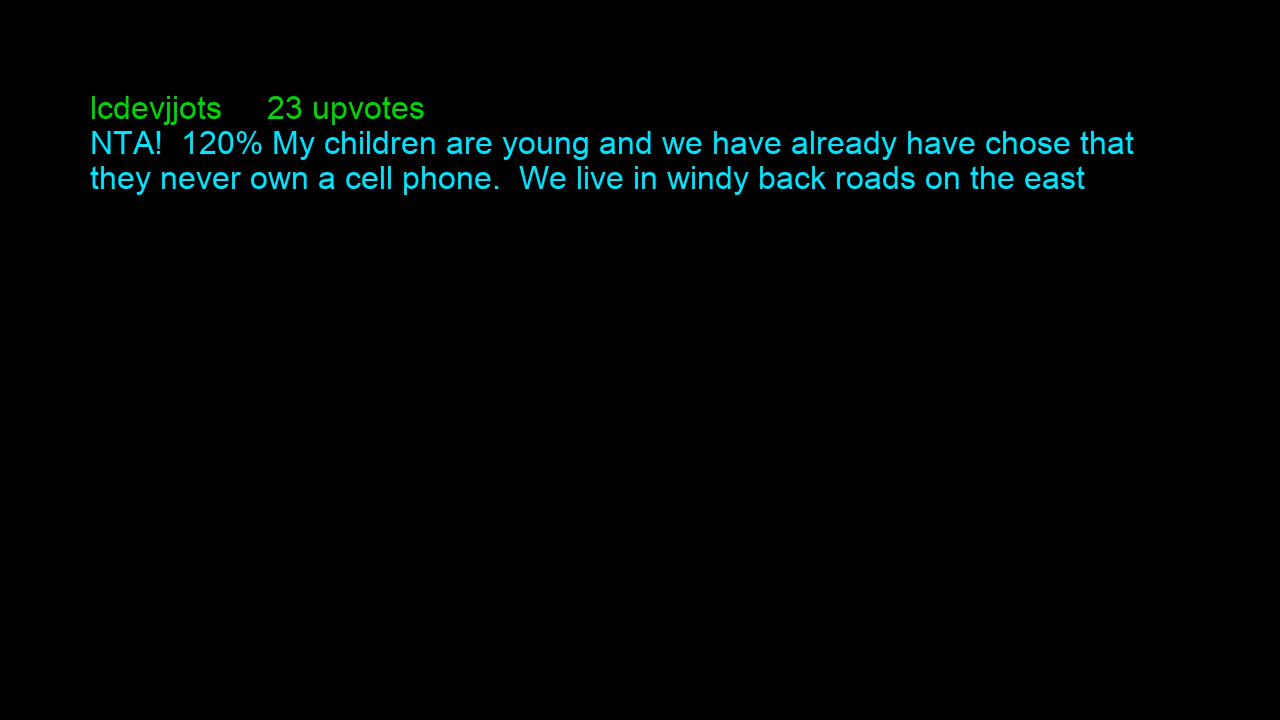 lcdevjjots     23 upvotes
NTA!  120% My children are young and we have already have chose that
they never own a cell phone.  We live in windy back roads on the east